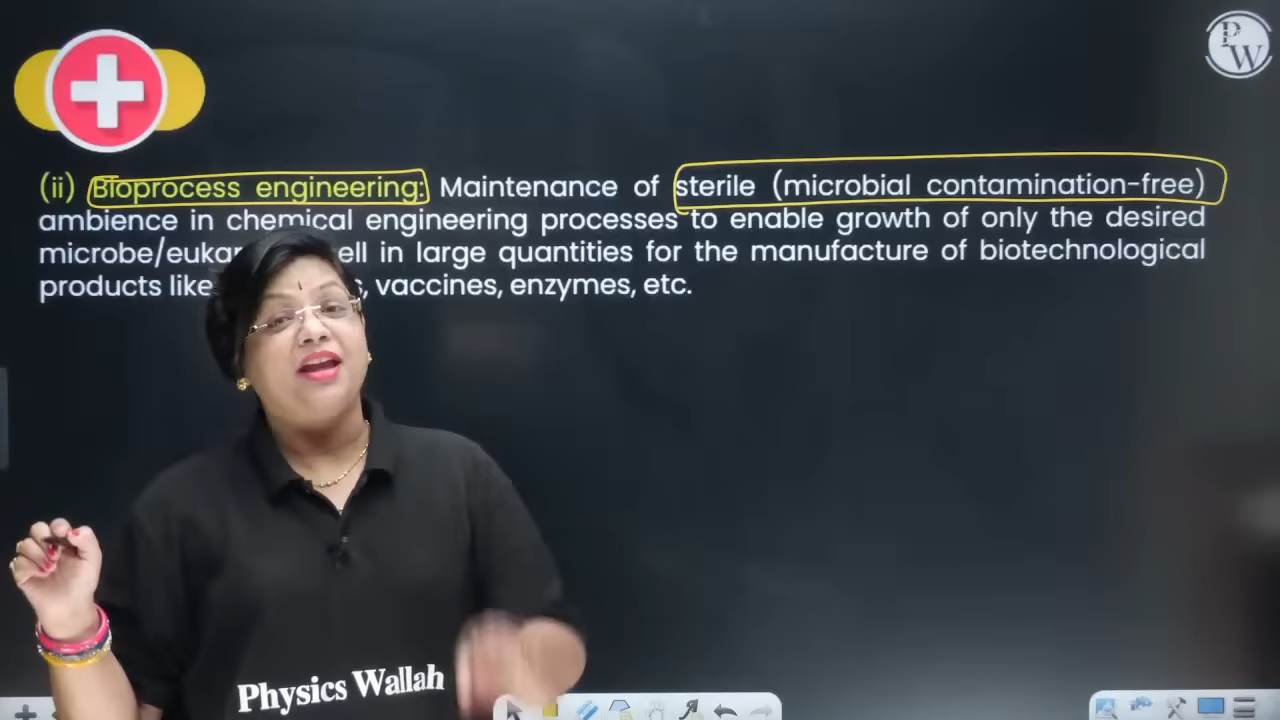 PW
(ii) Bioprocess engineering: Maintenance of sterile (microbial contamination-free)
ambience in chemical engineering processes to enable growth of only the desired
microbe/eukar ell in large quantities for the manufacture of biotechnological
products like s, vaccines, enzymes, etc.
Physics Wallah